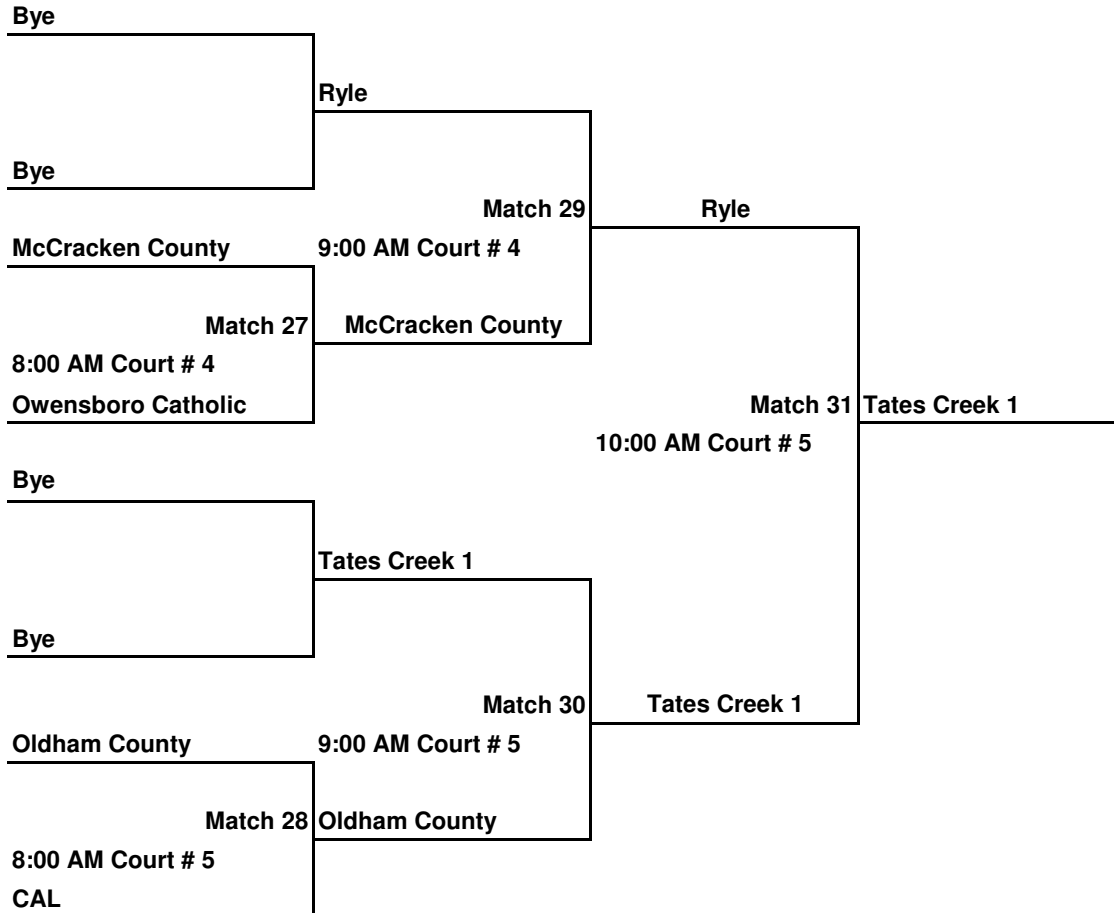 Bye
Ryle
Bye
Match 29 Ryle
McCracken County 9:00 AM Court # 4
Match 27 McCracken County
8:00 AM Court # 4
Owensboro Catholic Match 31 Tates Creek 1
10:00 AM Court # 5
Bye
Tates Creek 1
Bye
Match 30 Tates Creek 1
Oldham County 9:00 AM Court # 5
Match 28 Oldham County
8:00 AM Court # 5
CAL